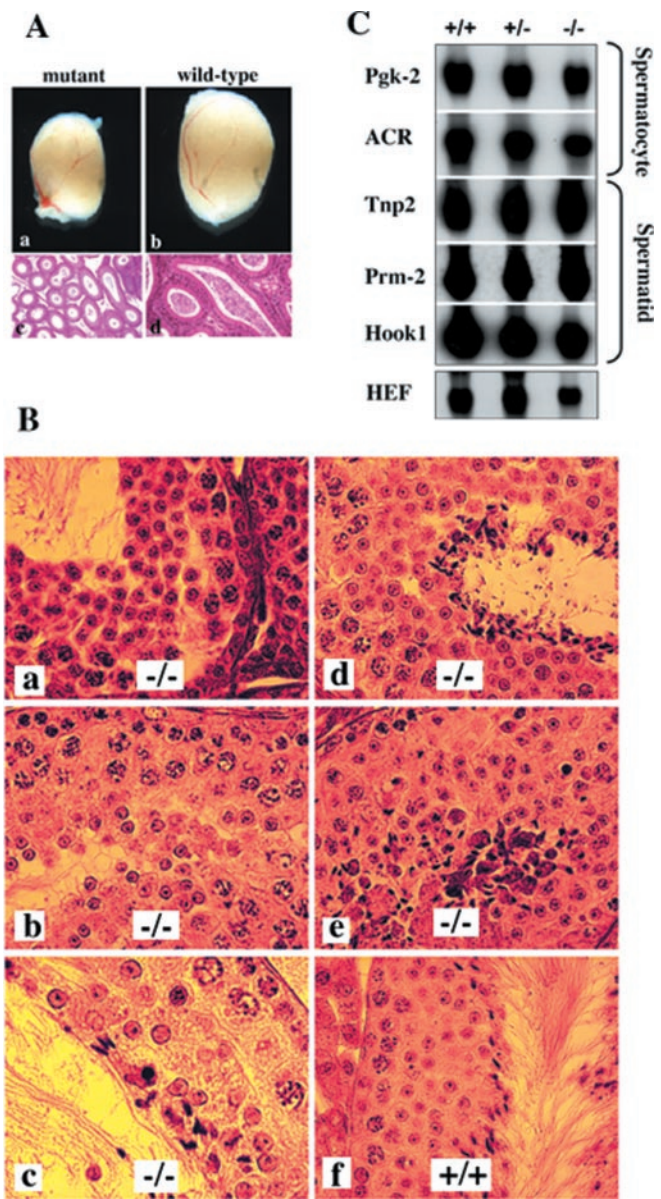 A
mutant wild-type
a b
c d
C
+/+ +/- -/-
Pgk-2
ACR
Tnp2
Prm-2
Hook1
HEF
Spermatocyte
Spermatid
B
a -/-
d -/-
b -/-
e -/-
c -/-
f +/+